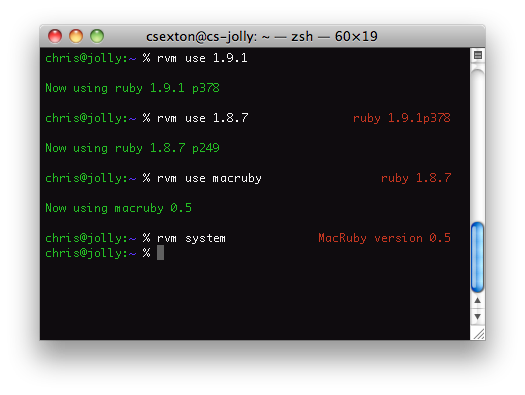 csexton@cs-jolly: ~ — zsh — 60×19
chris@jolly:~ % rvm use 1.9.1
Now using ruby 1.9.1 p378
chris@jolly:~ % rvm use 1.8.7 ruby 1.9.1p378
Now using ruby 1.8.7 p249
chris@jolly:~ % rvm use macruby ruby 1.8.7
Now using macruby 0.5
chris@jolly:~ % rvm system MacRuby version 0.5
chris@jolly:~ %